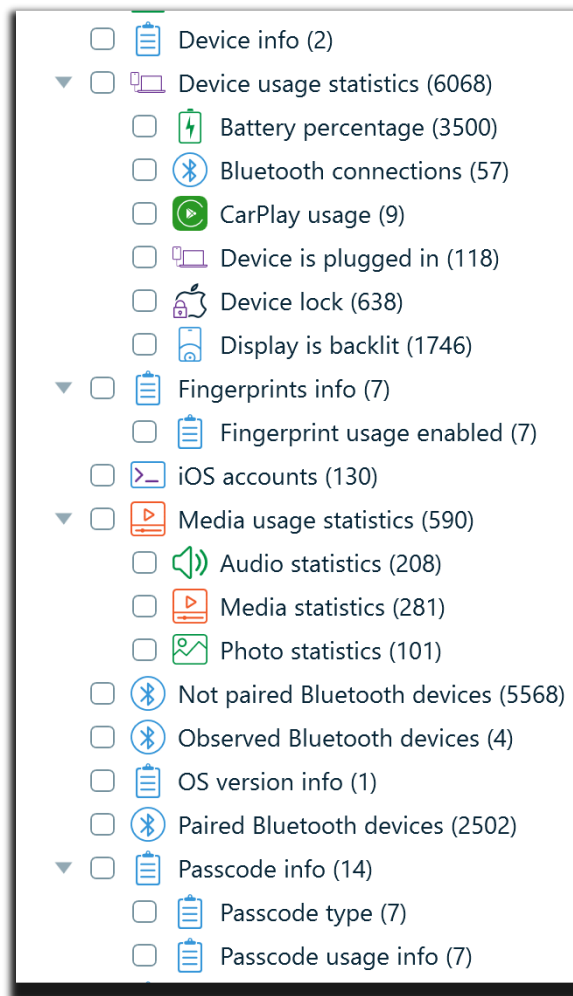 Device info (2)
Device usage statistics (6068)
Battery percentage (3500)
Bluetooth connections (57)
CarPlay usage (9)
Device is plugged in (118)
Device lock (638)
Display is backlit (1746)
Fingerprints info (7)
Fingerprint usage enabled (7)
iOS accounts (130)
Media usage statistics (590)
Audio statistics (208)
Media statistics (281)
Photo statistics (101)
Not paired Bluetooth devices (5568)
Observed Bluetooth devices (4)
OS version info (1)
Paired Bluetooth devices (2502)
Passcode info (14)
Passcode type (7)
Passcode usage info (7)